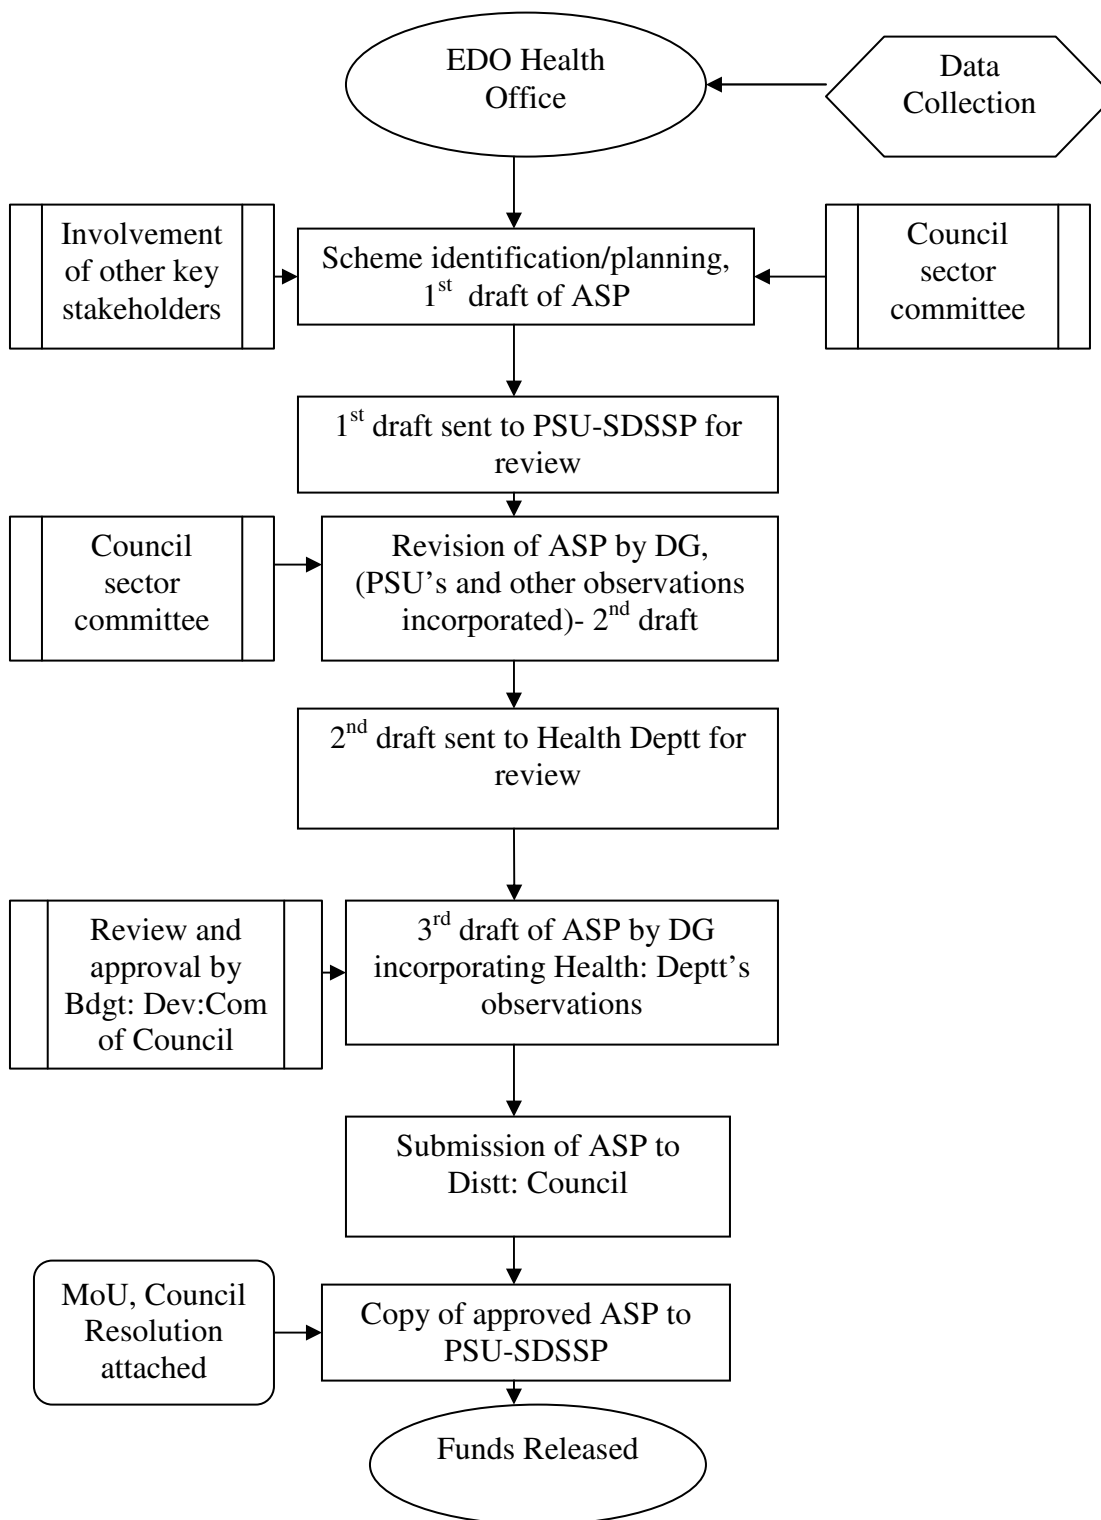 EDO Health
Office
Data
Collection
Involvement
of other key
stakeholders
Scheme identification/planning,
1st draft of ASP
Council
sector
committee
1st draft sent to PSU-SDSSP for
review
Council
sector
committee
Revision of ASP by DG,
(PSU’s and other observations
incorporated)- 2nd draft
2nd draft sent to Health Deptt for
review
Review and
approval by
Bdgt: Dev:Com
of Council
3rd draft of ASP by DG
incorporating Health: Deptt’s
observations
Submission of ASP to
Distt: Council
MoU, Council
Resolution
attached
Copy of approved ASP to
PSU-SDSSP
Funds Released